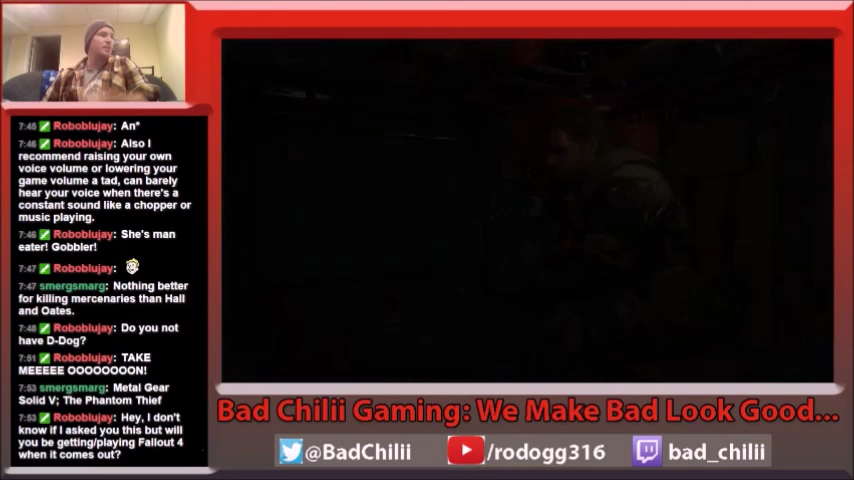 7:45 Roboblujay: An*
7:46 Roboblujay: Also I
recommend raising your own
voice volume or lowering your
game volume a tad, can barely
hear your voice when there's a
constant sound like a chopper or
music playing.
7:46 Roboblujay: She's man
eater! Gobbler!
7:47 Roboblujay:
7:47 smergsmarg: Nothing better
for killing mercenaries than Hall
and Oates.
7:48 Roboblujay: Do you not
have D-Dog?
7:51 Roboblujay: TAKE
MEEEEE OOOOOOOON!
7:53 smergsmarg: Metal Gear
Solid V; The Phantom Thief
7:53 Roboblujay: Hey, I don't
know if I asked you this but will
you be getting/playing Fallout 4
when it comes out?
Bad Chilii Gaming: We Make Bad Look Good...
@BadChilii /rodogg316 bad_chilii